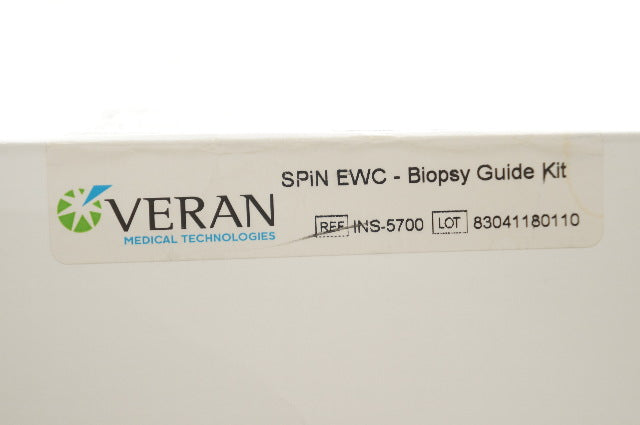 SPiN EWC - Biopsy Guide Kit
VERAN
MEDICAL TECHNOLOGIES
REF INS-5700 LOT 83041180110